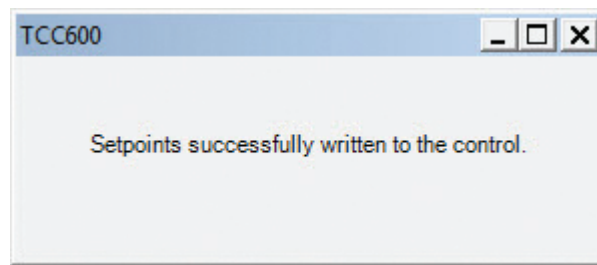 TCC600
Setpoints successfully written to the control.